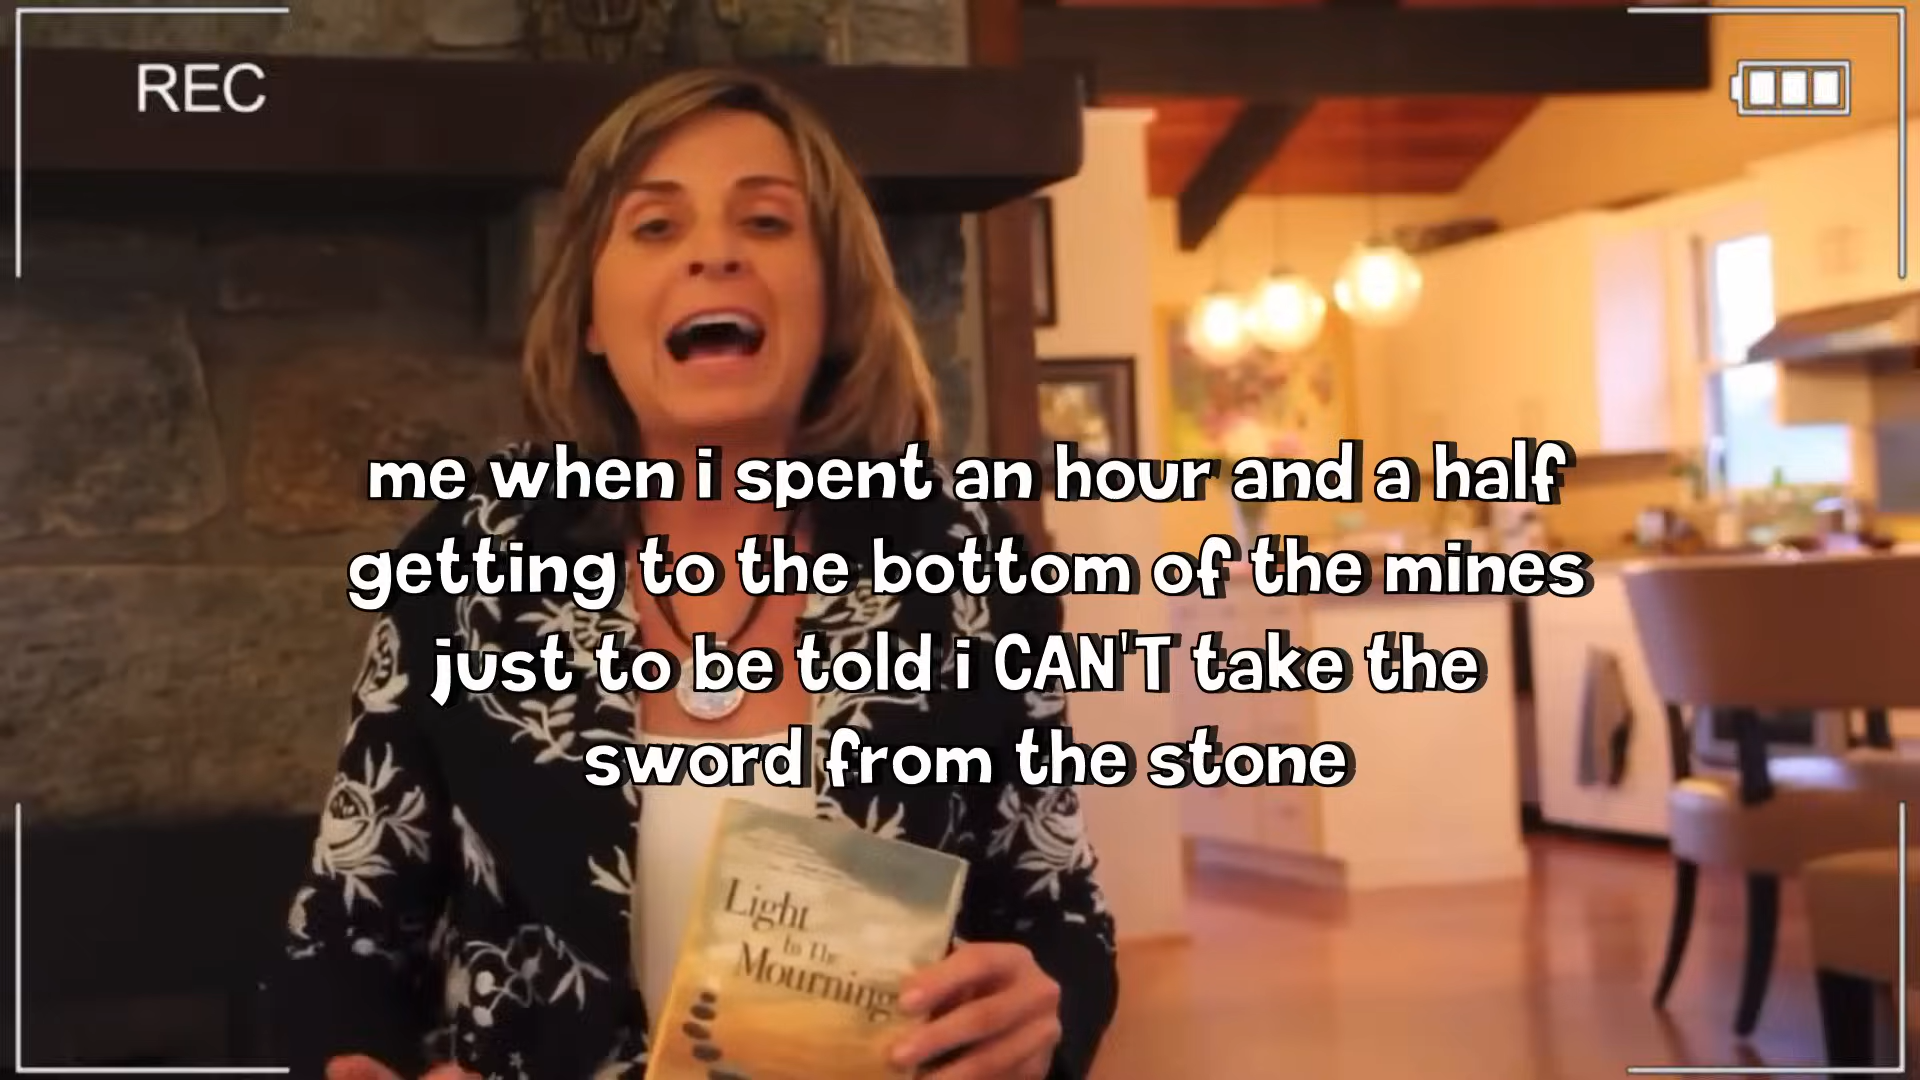 REC
me when i spent an hour and a half
getting to the bottom of the mines
just to be told i CAN'T take the
sword from the stone
Light
In The
Mourning